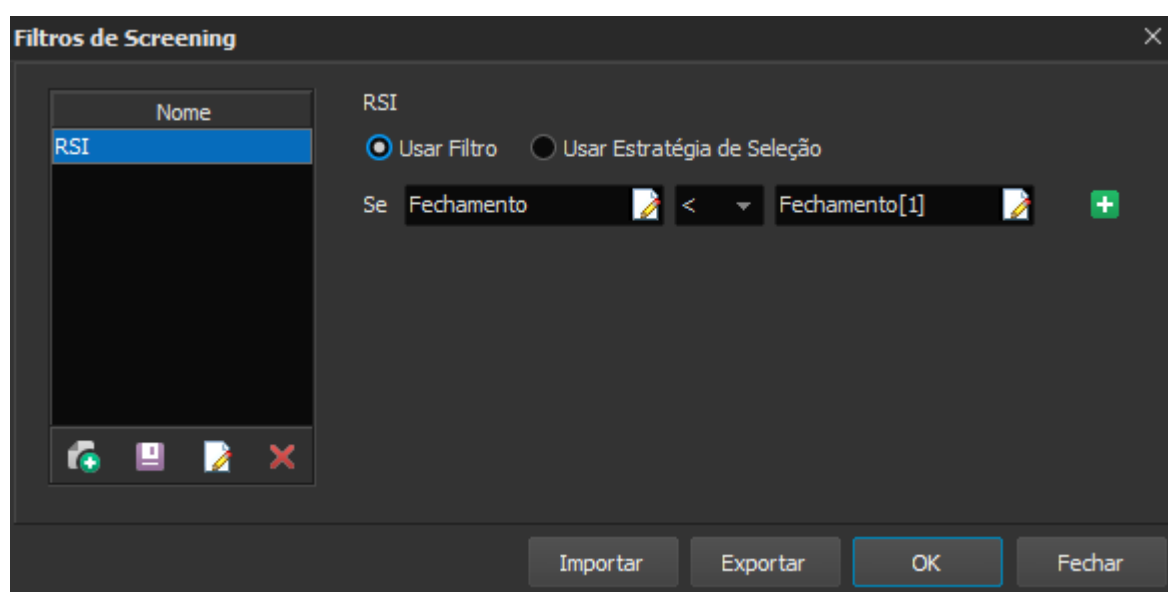 Filtros de Screening
Nome
RSI
RSI
Usar Filtro Usar Estratégia de Seleção
Se Fechamento < Fechamento[1]
Importar Exportar OK Fechar